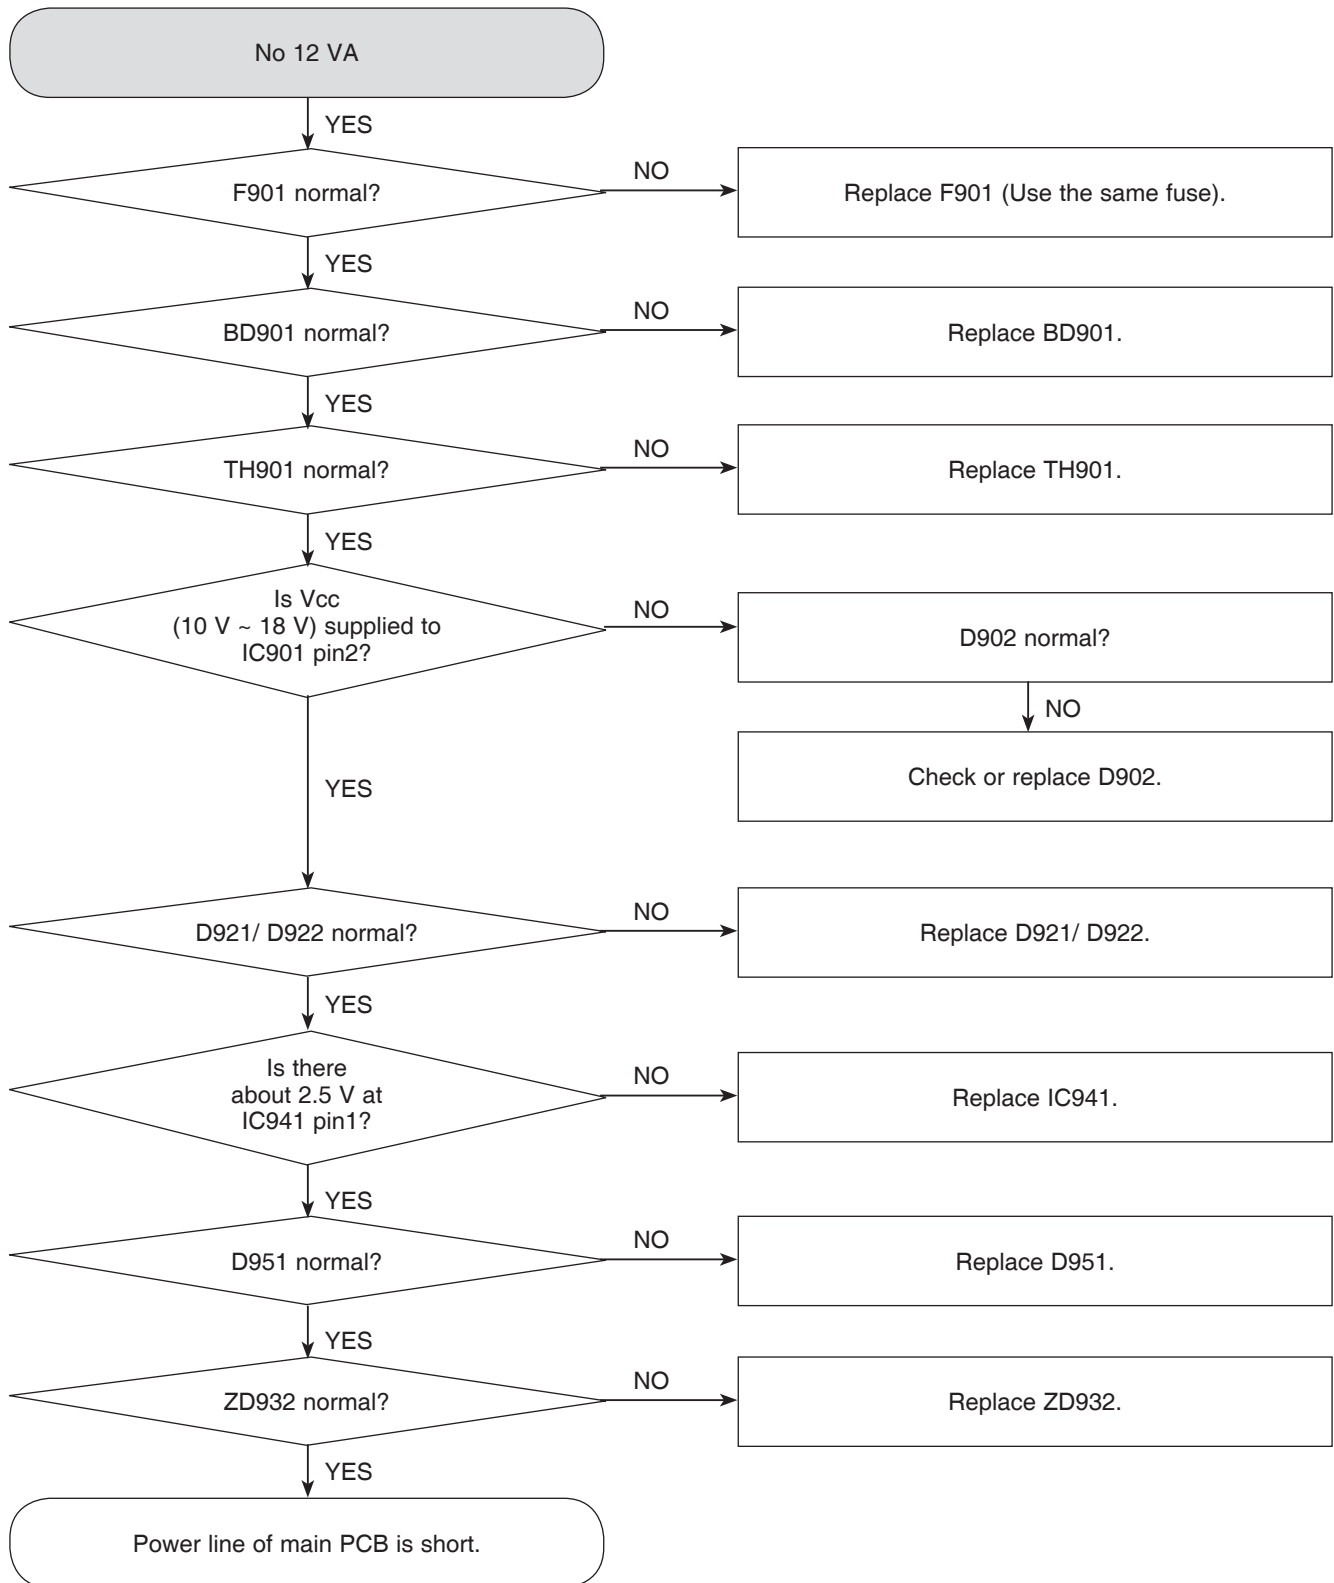 No 12 VA
YES
F901 normal?
NO
Replace F901 (Use the same fuse).
YES
BD901 normal?
NO
Replace BD901.
YES
TH901 normal?
NO
Replace TH901.
YES
Is Vcc
(10 V ~ 18 V) supplied to
IC901 pin2?
NO
D902 normal?
NO
Check or replace D902.
YES
D921/ D922 normal?
NO
Replace D921/ D922.
YES
Is there
about 2.5 V at
IC941 pin1?
NO
Replace IC941.
YES
D951 normal?
NO
Replace D951.
YES
ZD932 normal?
NO
Replace ZD932.
YES
Power line of main PCB is short.